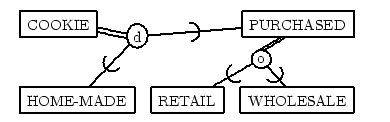 COOKIE
PURCHASED
d
o
HOME-MADE
RETAIL
WHOLESALE